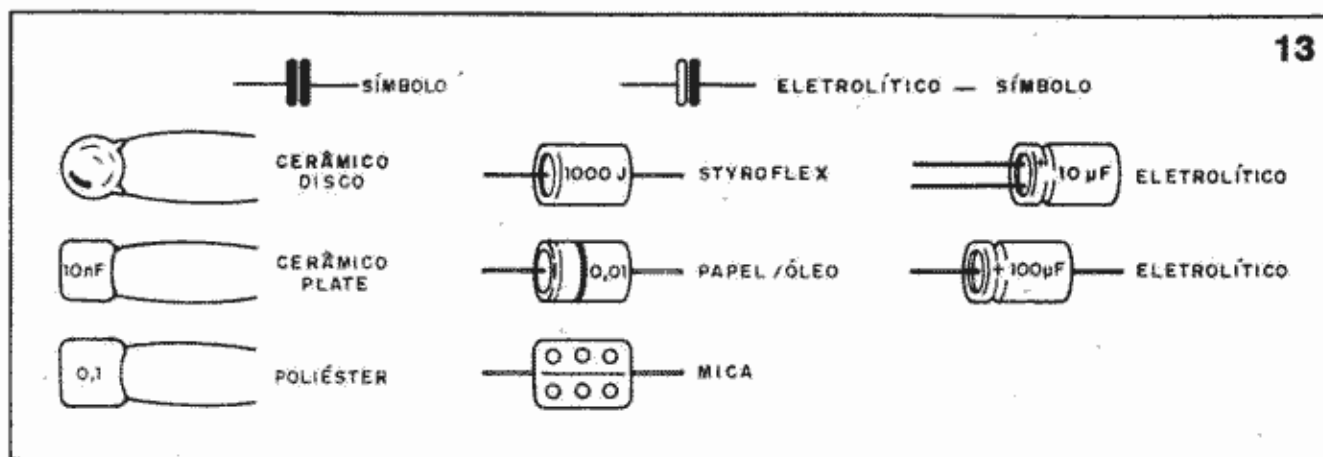 13
SÍMBOLO
ELETROLÍTICO — SÍMBOLO
CERÂMICO
DISCO
1000 J
STYROFLEX
10 µF
ELETROLÍTICO
10nF
CERÂMICO
PLATE
0,01
PAPEL/ÓLEO
+ 100µF
ELETROLÍTICO
0,1
POLIÉSTER
MICA